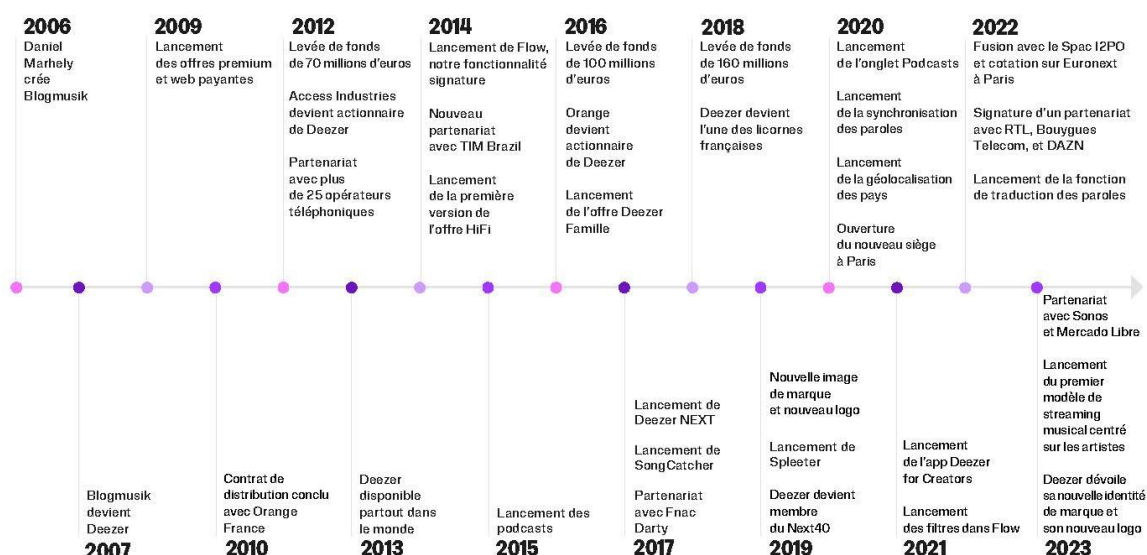 2006
Daniel
Marhely
crée
Blogmusik
2009
Lancement
des offres premium
et web payantes
2012
Levée de fonds
de 70 millions d'euros
Access Industries
devient actionnaire
de Deezer
Partenariat
avec plus
de 25 opérateurs
téléphoniques
2014
Lancement de Flow,
notre fonctionnalité
signature
Nouveau
partenariat
avec TIM Brazil
Lancement
de la première
version de
l'offre HiFi
2016
Levée de fonds
de 100 millions
d'euros
Orange
devient
actionnaire
de Deezer
Lancement
de l'offre Deezer
Famille
2018
Levée de fonds
de 160 millions
d'euros
Deezer devient
l'une des licornes
françaises
2020
Lancement
de l'onglet Podcasts
Lancement
de la synchronisation
des paroles
Lancement
de la géolocalisation
des pays
Ouverture
du nouveau siège
à Paris
2022
Fusion avec le Spac I2PO
et cotation sur Euronext
à Paris
Signature d'un partenariat
avec RTL, Bouygues
Telecom, et DAZN
Lancement de la fonction
de traduction des paroles
Blogmusik
devient
Deezer
2007
Contrat de
distribution conclu
avec Orange
France
2010
Deezer
disponible
partout dans
le monde
2013
Lancement des
podcasts
2015
Lancement de
Deezer NEXT
Lancement de
SongCatcher
Partenariat
avec Fnac
Darty
2017
Nouvelle image
de marque
et nouveau logo
Lancement de
Spleeter
Deezer devient
membre
du Next40
2019
Lancement
de l'app Deezer
for Creators
Lancement
des filtres dans Flow
2021
Partenariat
avec Sonos
et Mercado Libre
Lancement
du premier
modèle de
streaming
musical centré
sur les artistes
Deezer dévoile
sa nouvelle identité
de marque et
son nouveau logo
2023